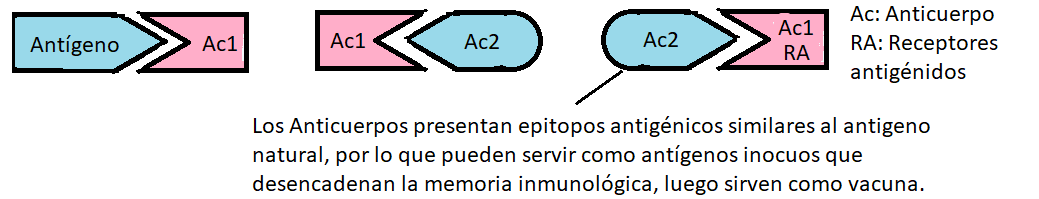 Antígeno
Ac1
Ac1
Ac2
Ac2
Ac1
RA
Ac: Anticuerpo
RA: Receptores
antigénidos
Los Anticuerpos presentan epitopos antigénicos similares al antigeno
natural, por lo que pueden servir como antígenos inocuos que
desencadenan la memoria inmunológica, luego sirven como vacuna.